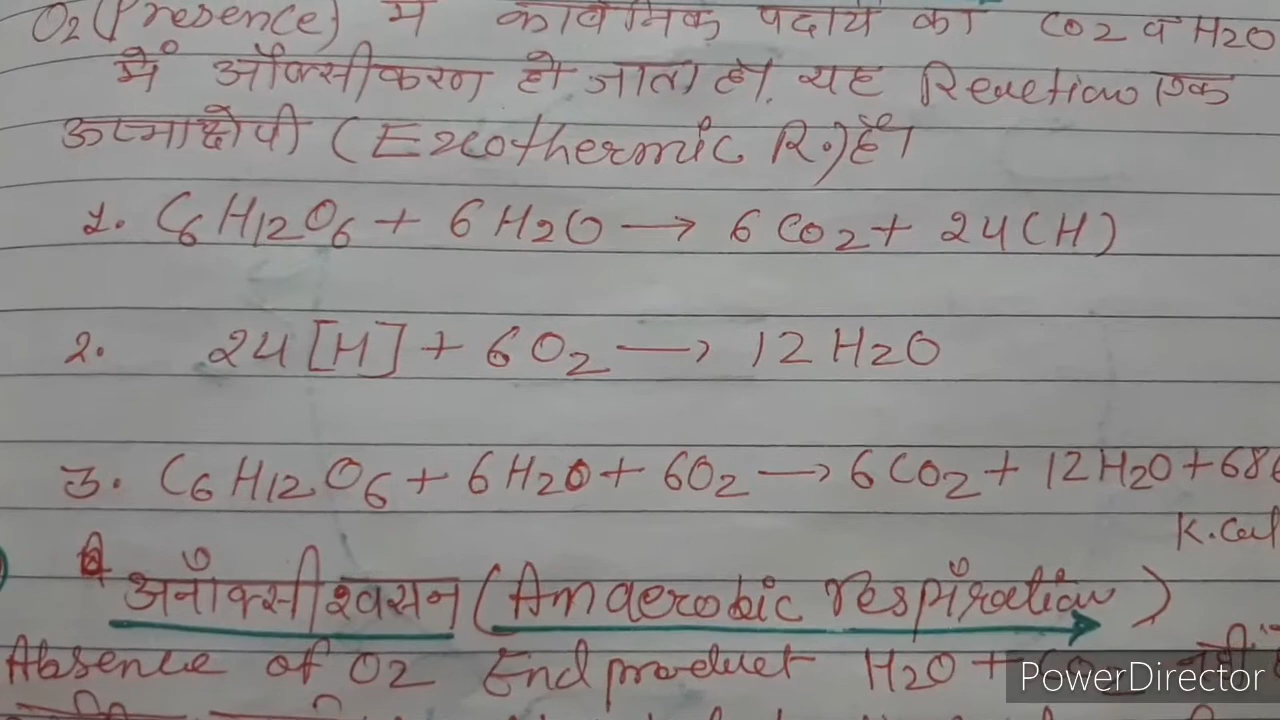 O2(Presence) में कार्बनिक पदार्थ का CO2 व H2O
में ऑक्सीकरण हो जाता है। यह Reaction एक
ऊष्माक्षेपी (Exothermic R.) है।
1. C6H12O6 + 6H2O → 6CO2 + 24(H)
2. 24[H] + 6O2 → 12H2O
3. C6H12O6 + 6H2O + 6O2 → 6CO2 + 12H2O + 686
K.Cal
अनॉक्सी श्वसन (Anaerobic respiration)
Absence of O2 End product H2O +
PowerDirector